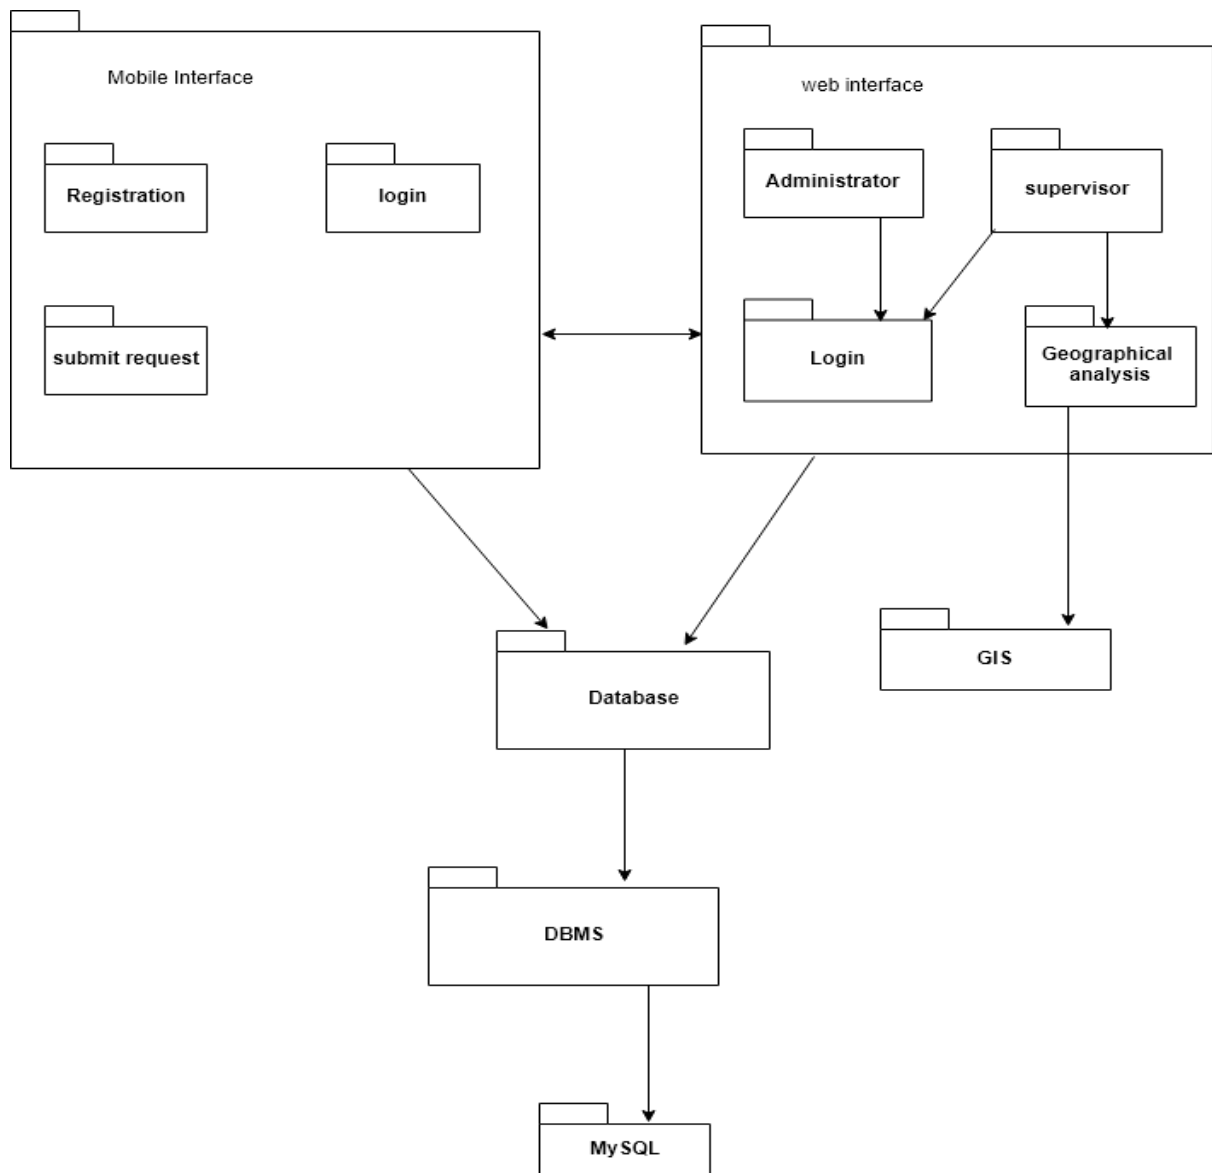 Mobile Interface
web interface
Registration
login
Administrator
supervisor
submit request
Login
Geographical
analysis
GIS
Database
DBMS
MySQL